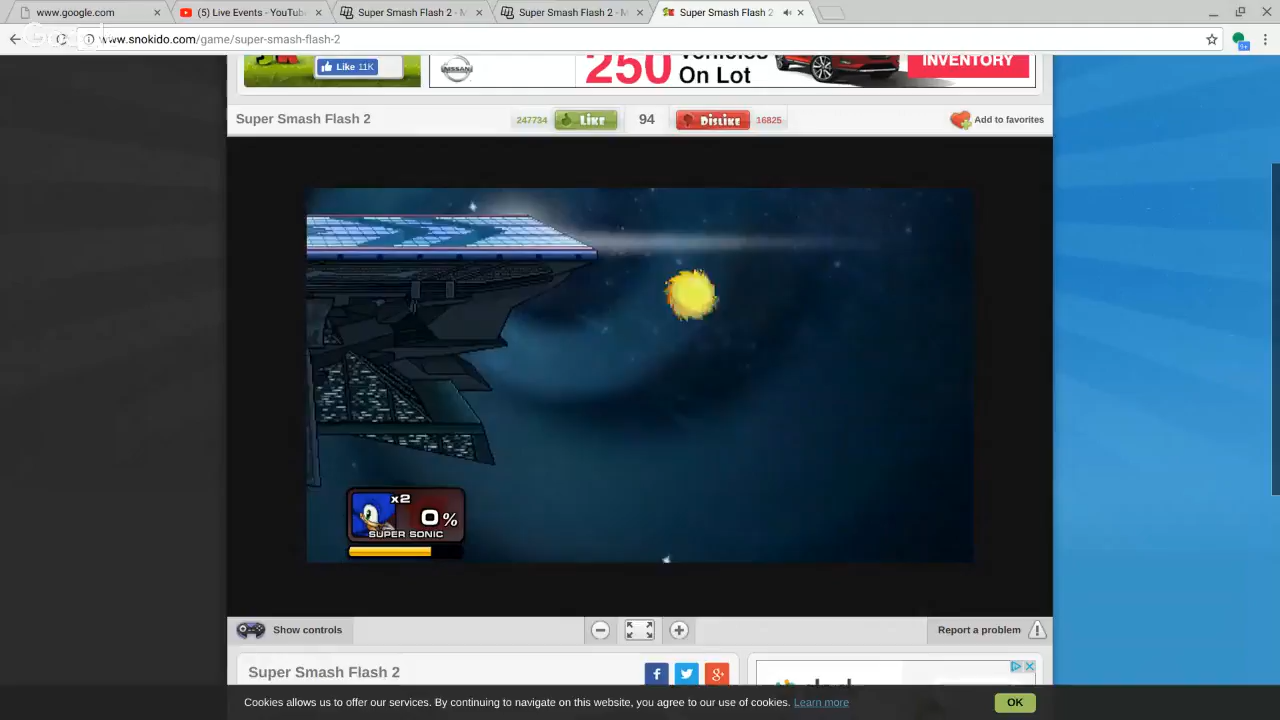 www.google.com
(5) Live Events - YouTub
Super Smash Flash 2 - M
Super Smash Flash 2 - M
Super Smash Flash 2
www.snokido.com/game/super-smash-flash-2
9+
Like 11K
NISSAN
250
Vehicles
On Lot
INVENTORY
Super Smash Flash 2
247734
LIKE
94
DISLIKE
16825
Add to favorites
x2
0%
SUPER SONIC
Show controls
Report a problem
Super Smash Flash 2
Cookies allows us to offer our services. By continuing to navigate on this website, you agree to our use of cookies. Learn more
OK